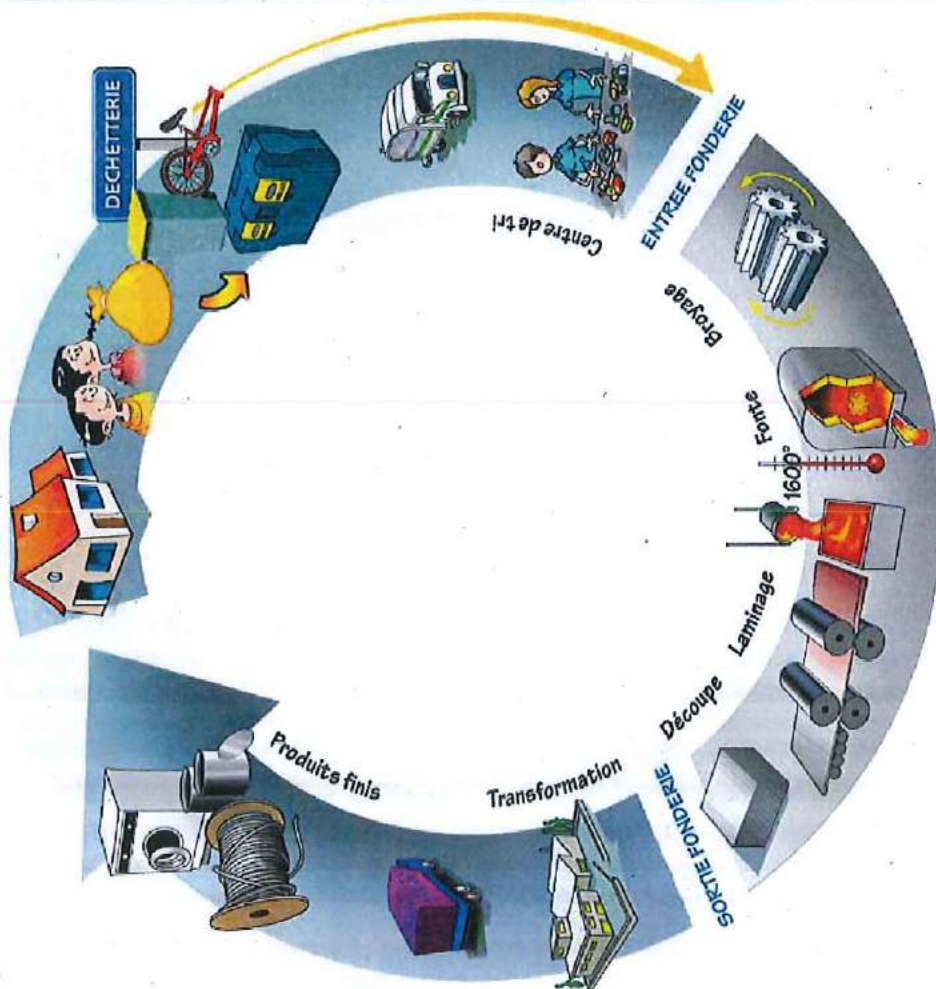 DECHETTERIE
Centre de tri
ENTREE FONDERIE
Broyage
Fonte
1600°
Laminage
Découpe
SORTIE FONDERIE
Transformation
Produits finis